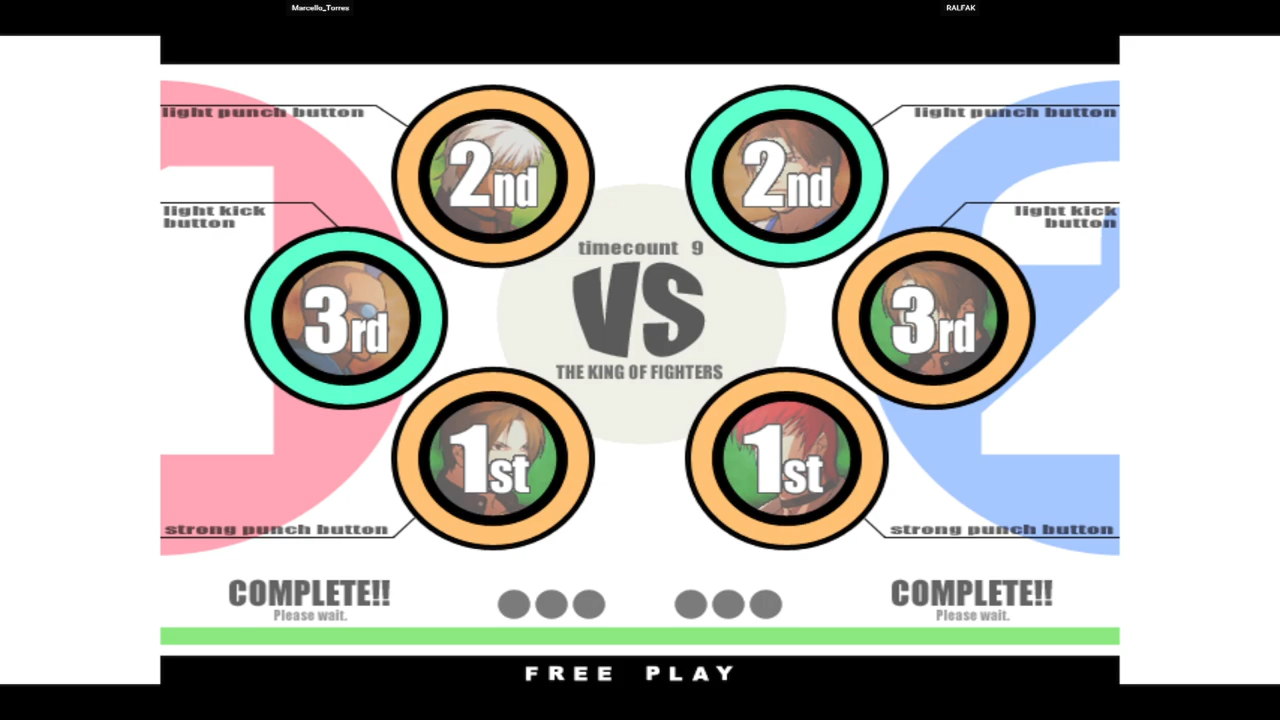 Marcello_Torres
RALFAK
light punch button
light punch button
2nd
2nd
light kick
button
light kick
button
timecount 9
VS
THE KING OF FIGHTERS
3rd
3rd
1st
1st
strong punch button
strong punch button
COMPLETE!!
Please wait.
COMPLETE!!
Please wait.
FREE PLAY